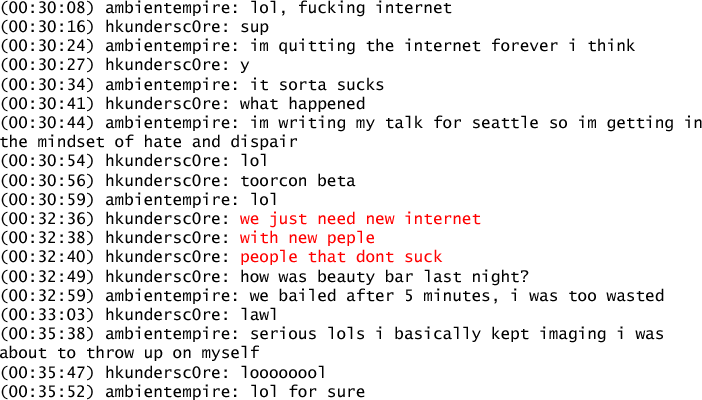 (00:30:08) ambientempire: lol, fucking internet
(00:30:16) hkundersc0re: sup
(00:30:24) ambientempire: im quitting the internet forever i think
(00:30:27) hkundersc0re: y
(00:30:34) ambientempire: it sorta sucks
(00:30:41) hkundersc0re: what happened
(00:30:44) ambientempire: im writing my talk for seattle so im getting in
the mindset of hate and dispair
(00:30:54) hkundersc0re: lol
(00:30:56) hkundersc0re: toorcon beta
(00:30:59) ambientempire: lol
(00:32:36) hkundersc0re: we just need new internet
(00:32:38) hkundersc0re: with new peple
(00:32:40) hkundersc0re: people that dont suck
(00:32:49) hkundersc0re: how was beauty bar last night?
(00:32:59) ambientempire: we bailed after 5 minutes, i was too wasted
(00:33:03) hkundersc0re: lawl
(00:35:38) ambientempire: serious lols i basically kept imaging i was
about to throw up on myself
(00:35:47) hkundersc0re: loooooool
(00:35:52) ambientempire: lol for sure